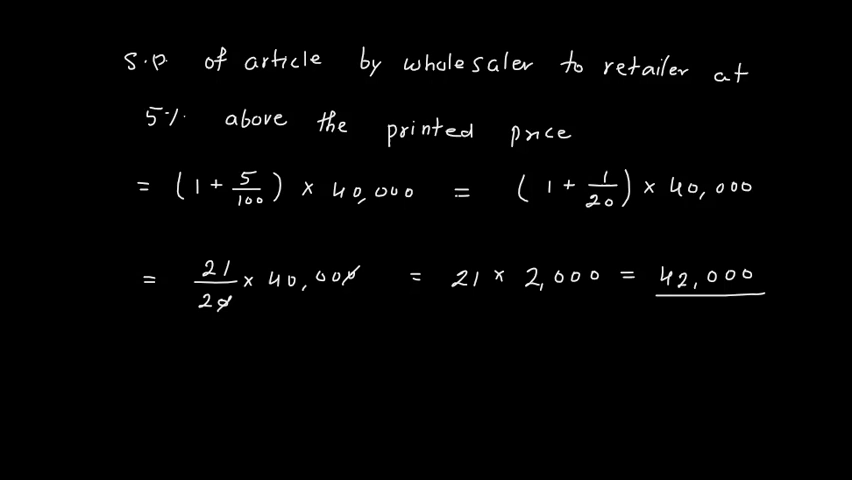 S.P. of article by wholesaler to retailer at
5% above the printed price
= (1 + 5/100) × 40,000 = (1 + 1/20) × 40,000
= 21/20 × 40,000 = 21 × 2,000 = 42,000